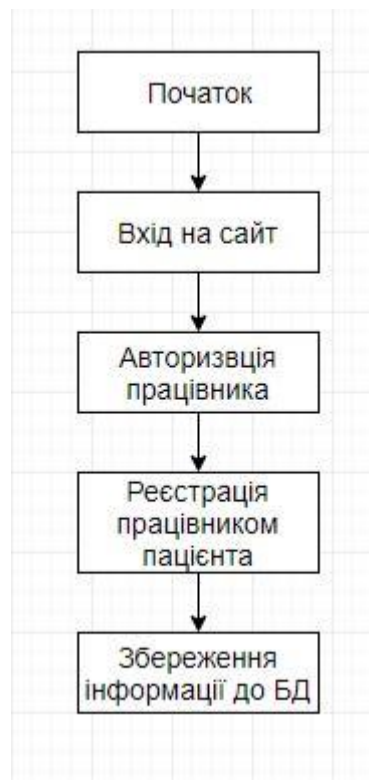 Початок
Вхід на сайт
Авторизвція
працівника
Реєстрація
працівником
пацієнта
Збереження
інформації до БД